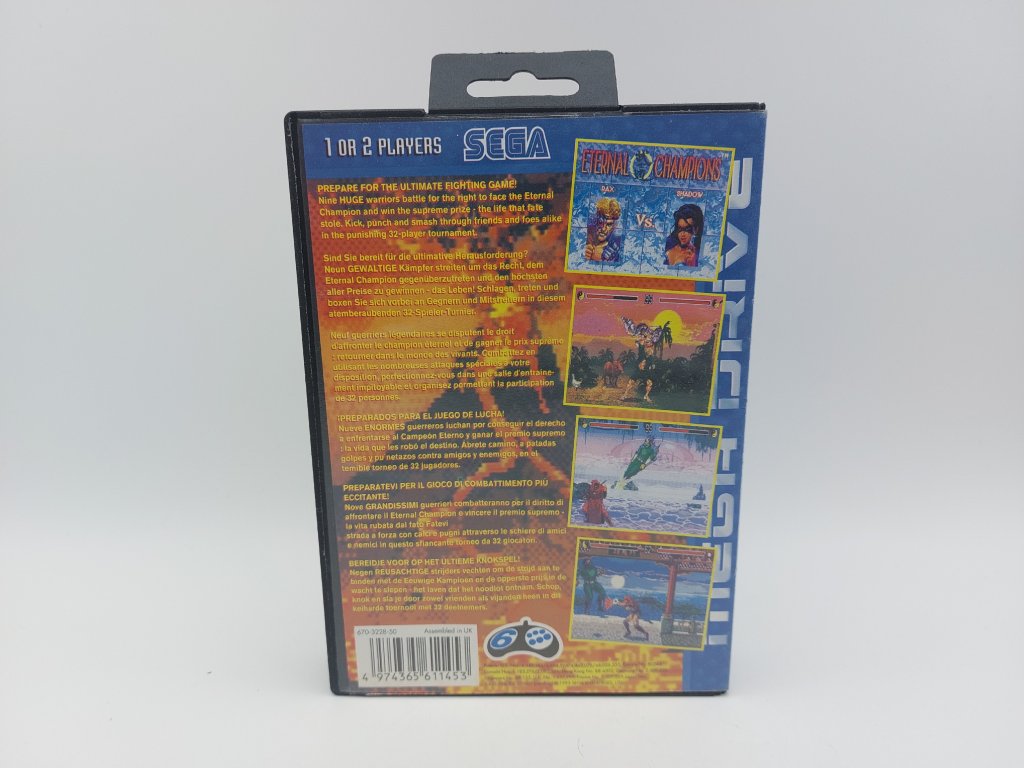 1 OR 2 PLAYERS
SEGA
PREPARE FOR THE ULTIMATE FIGHTING GAME!
Nine HUGE warriors battle for the right to face the Eternal
Champion and win the supreme prize - the life that fate
stole. Kick, punch and smash through friends and foes alike
in the punishing 32-player tournament.
Sind Sie bereit für die ultimative Herausforderung?
Neun GEWALTIGE Kämpfer streiten um das Recht, dem
Eternal Champion gegenüberzutreten und den höchsten
aller Preise zu gewinnen - das Leben! Schlagen, treten und
boxen Sie sich vorbei an Gegnern und Mitstreitern in diesem
atemberaubenden 32-Spieler-Turnier.
Neuf guerriers légendaires se disputent le droit
d'affronter le champion éternel et de gagner le prix suprême
: retourner dans le monde des vivants. Combattez en
utilisant les nombreuses attaques spéciales à votre
disposition, perfectionnez-vous dans une salle d'entraîne-
ment impitoyable et organisez permettant la participation
de 32 personnes.
¡PREPARADOS PARA EL JUEGO DE LUCHA!
Nueve ENORMES guerreros luchan por conseguir el derecho
a enfrentarse al Campeón Eterno y ganar el premio supremo
: la vida que les robó el destino. Abrete camino, a patadas
golpes y pu netazos contra amigos y enemigos, en el
temible torneo de 32 jugadores.
PREPARATEVI PER IL GIOCO DI COMBATTIMENTO PIÚ
ECCITANTE!
Nove GRANDISSIMI guerrieri combatteranno per il diritto di
affrontare il Eternal Champion e vincere il premio supremo -
la vita rubata dal fato Fatevi
strada a forza con calci e pugni attraverso le schiere di amici
e nemici in questo sfiancante torneo da 32 giocatori.
BEREIDJE VOOR OP HET ULTIEME KNOKSPEL!
Negen REUSACHTIGE strijders vechten om de strijd aan te
binden met de Eeuwige Kampioen en de opperste prijs in de
wacht te slepen - het laven dat het noodlot ontnam. Schop,
knok en sla je door zowel vrienden als vijanden heen in dit
keiharde toernooi met 32 deelnemers.
670-3228-50 Assembled in UK
4 974365 611453
6
ETERNAL CHAMPIONS
RAX SHADOW
Vs.
MEGA DRIVE